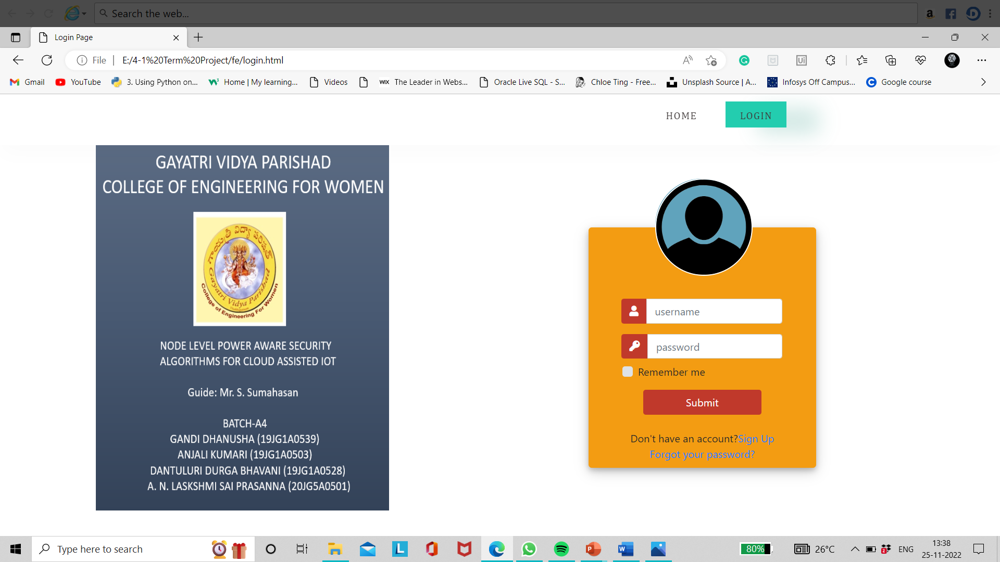 Search the web...
Login Page
File
E:/4-1%20Term%20Project/fe/login.html
Gmail
YouTube
3. Using Python on...
Home | My learning...
Videos
WIX The Leader in Webs...
Oracle Live SQL - S...
Chloe Ting - Free...
Unsplash Source | A...
Infosys Off Campus...
Google course
HOME
LOGIN
GAYATRI VIDYA PARISHAD
COLLEGE OF ENGINEERING FOR WOMEN
గాయత్రీ విద్యా పరిషత్
Gayatri Vidya Parishad
College of Engineering For Women
NODE LEVEL POWER AWARE SECURITY
ALGORITHMS FOR CLOUD ASSISTED IOT
Guide: Mr. S. Sumahasan
BATCH-A4
GANDI DHANUSHA (19JG1A0539)
ANJALI KUMARI (19JG1A0503)
DANTULURI DURGA BHAVANI (19JG1A0528)
A. N. LASKSHMI SAI PRASANNA (20JG5A0501)
username
password
Remember me
Submit
Don't have an account?Sign Up
Forgot your password?
Type here to search
80%
26°C
ENG
13:38
25-11-2022